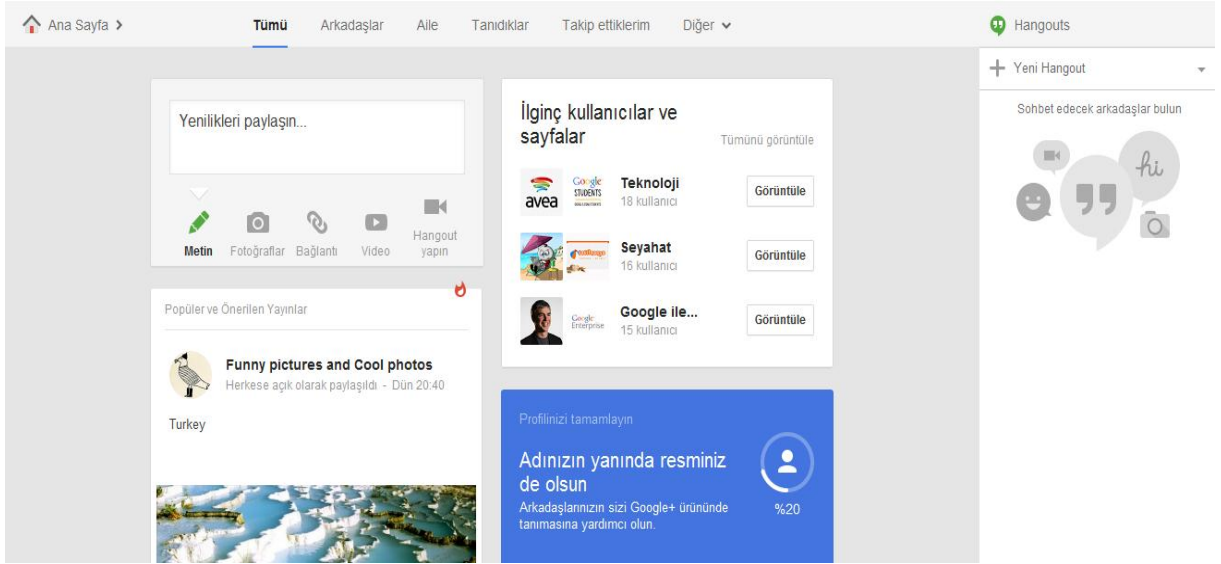 Ana Sayfa
Tümü
Arkadaşlar
Aile
Tanıdıklar
Takip ettiklerim
Diğer
Hangouts
Yeni Hangout
Sohbet edecek arkadaşlar bulun
hi
Yenilikleri paylaşın...
Metin
Fotoğraflar
Bağlantı
Video
Hangout
yapın
Popüler ve Önerilen Yayınlar
Funny pictures and Cool photos
Herkese açık olarak paylaşıldı - Dün 20:40
Turkey
İlginç kullanıcılar ve
sayfalar
Tümünü görüntüle
avea
Google
STUDENTS
Teknoloji
18 kullanıcı
Görüntüle
Seyahat
16 kullanıcı
Görüntüle
Google
Enterprise
Google ile...
15 kullanıcı
Görüntüle
Profilinizi tamamlayın
Adınızın yanında resminiz
de olsun
Arkadaşlarınızın sizi Google+ ürününde
tanımasına yardımcı olun.
%20